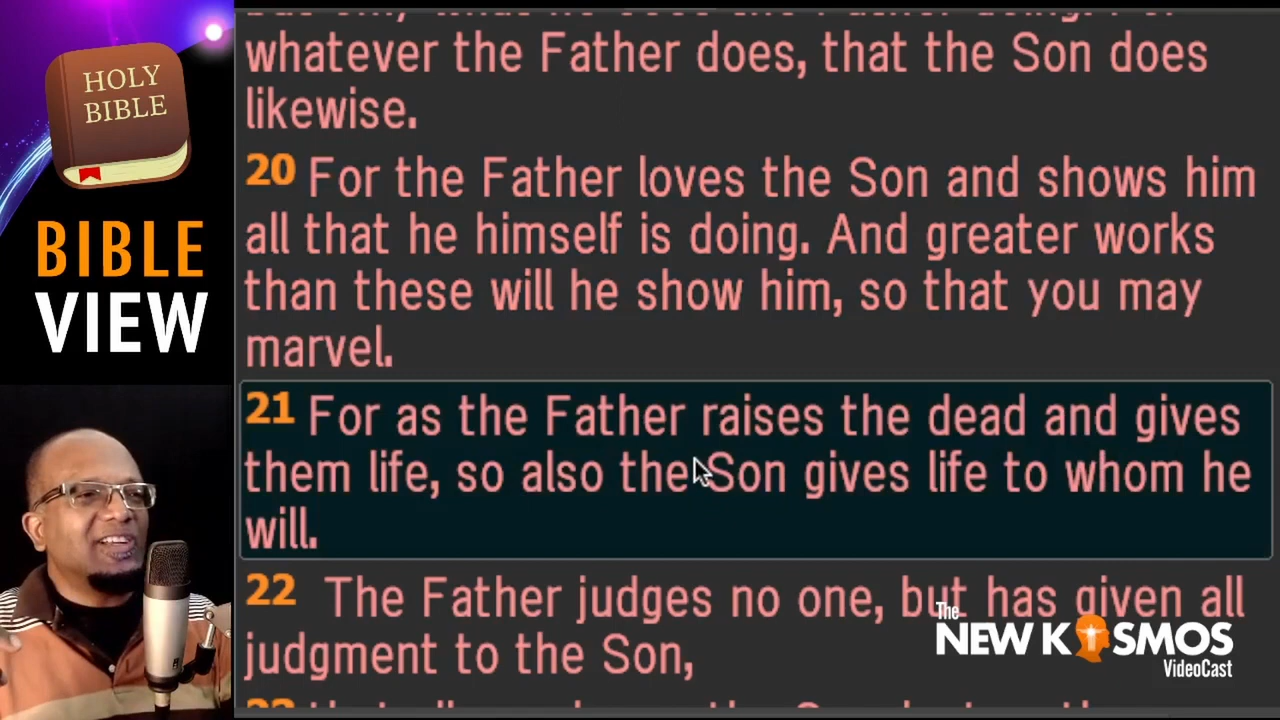 HOLY
BIBLE
BIBLE
VIEW
whatever the Father does, that the Son does
likewise.
20 For the Father loves the Son and shows him
all that he himself is doing. And greater works
than these will he show him, so that you may
marvel.
21 For as the Father raises the dead and gives
them life, so also the Son gives life to whom he
will.
22 The Father judges no one, but has given all
judgment to the Son,
The
NEW KOSMOS
VideoCast